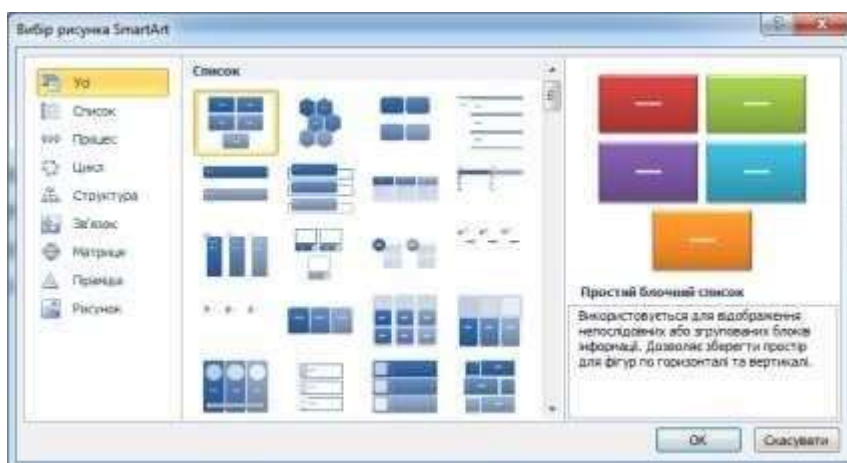 Вибір рисунка SmartArt
Усі
Список
Процес
Цикл
Структура
Зв'язок
Матриця
Піраміда
Рисунок
Список
Простий блочний список
Використовується для відображення
непослідовних або згрупованих блоків
інформації. Дозволяє зберегти простір
для фігур по горизонталі та вертикалі.
ОК
Скасувати